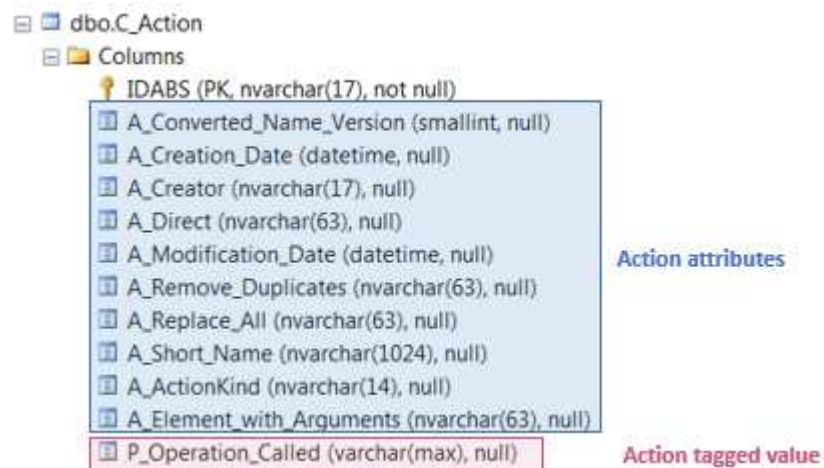 dbo.C_Action
Columns
IDABS (PK, nvarchar(17), not null)
A_Converted_Name_Version (smallint, null)
A_Creation_Date (datetime, null)
A_Creator (nvarchar(17), null)
A_Direct (nvarchar(63), null)
A_Modification_Date (datetime, null)
Action attributes
A_Remove_Duplicates (nvarchar(63), null)
A_Replace_All (nvarchar(63), null)
A_Short_Name (nvarchar(1024), null)
A_ActionKind (nvarchar(14), null)
A_Element_with_Arguments (nvarchar(63), null)
P_Operation_Called (varchar(max), null)
Action tagged value